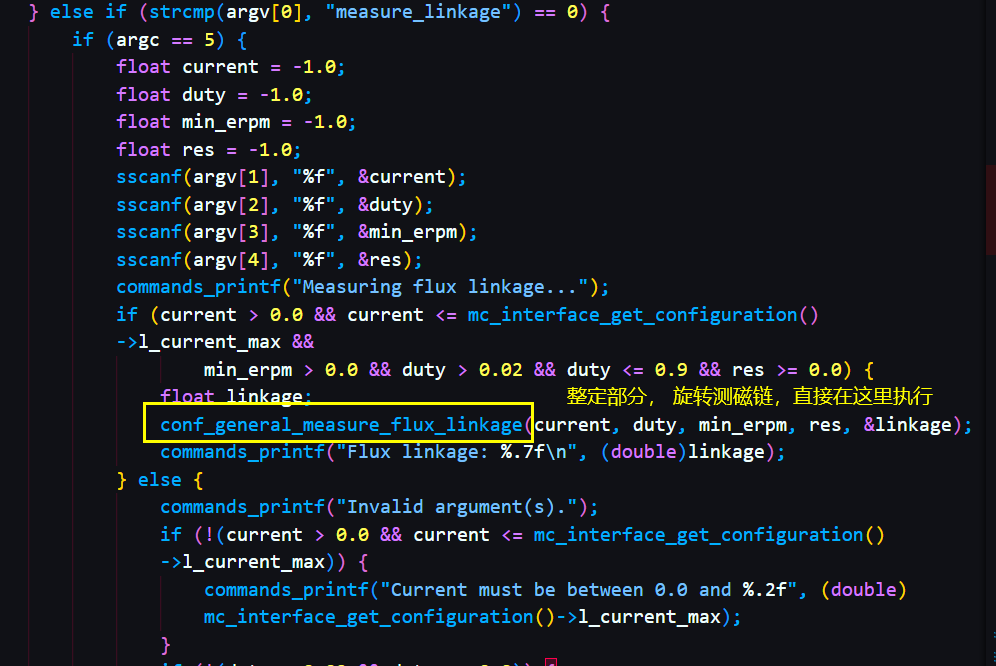 } else if (strcmp(argv[0], "measure_linkage") == 0) {
if (argc == 5) {
float current = -1.0;
float duty = -1.0;
float min_erpm = -1.0;
float res = -1.0;
sscanf(argv[1], "%f", &current);
sscanf(argv[2], "%f", &duty);
sscanf(argv[3], "%f", &min_erpm);
sscanf(argv[4], "%f", &res);
commands_printf("Measuring flux linkage...");
if (current > 0.0 && current <= mc_interface_get_configuration()
->l_current_max &&
min_erpm > 0.0 && duty > 0.02 && duty <= 0.9 && res >= 0.0) {
float linkage;
整定部分， 旋转测磁链，直接在这里执行
conf_general_measure_flux_linkage(current, duty, min_erpm, res, &linkage);
commands_printf("Flux linkage: %.7f\n", (double)linkage);
} else {
commands_printf("Invalid argument(s).");
if (!(current > 0.0 && current <= mc_interface_get_configuration()
->l_current_max)) {
commands_printf("Current must be between 0.0 and %.2f", (double)
mc_interface_get_configuration()->l_current_max);
}